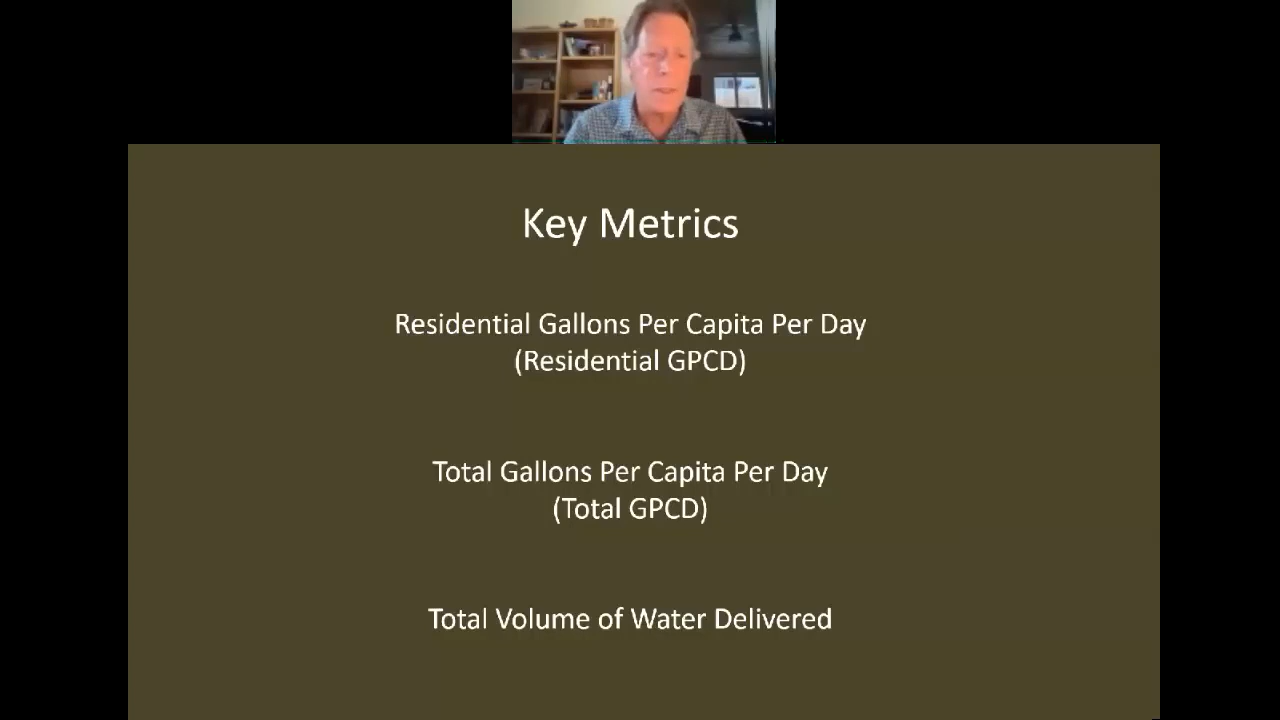 Key Metrics
Residential Gallons Per Capita Per Day
(Residential GPCD)
Total Gallons Per Capita Per Day
(Total GPCD)
Total Volume of Water Delivered